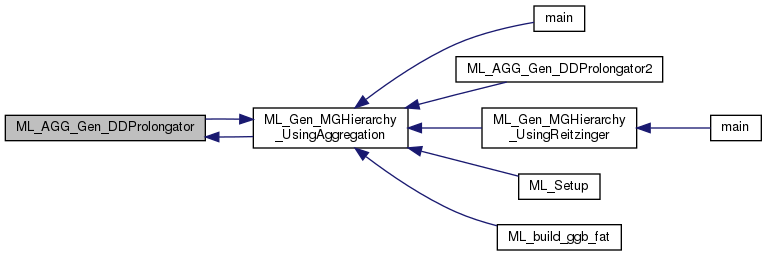 main
ML_AGG_Gen_DDProlongator2
ML_AGG_Gen_DDProlongator
ML_Gen_MGHierarchy
_UsingAggregation
ML_Gen_MGHierarchy
_UsingReitzinger
main
ML_Setup
ML_build_ggb_fat